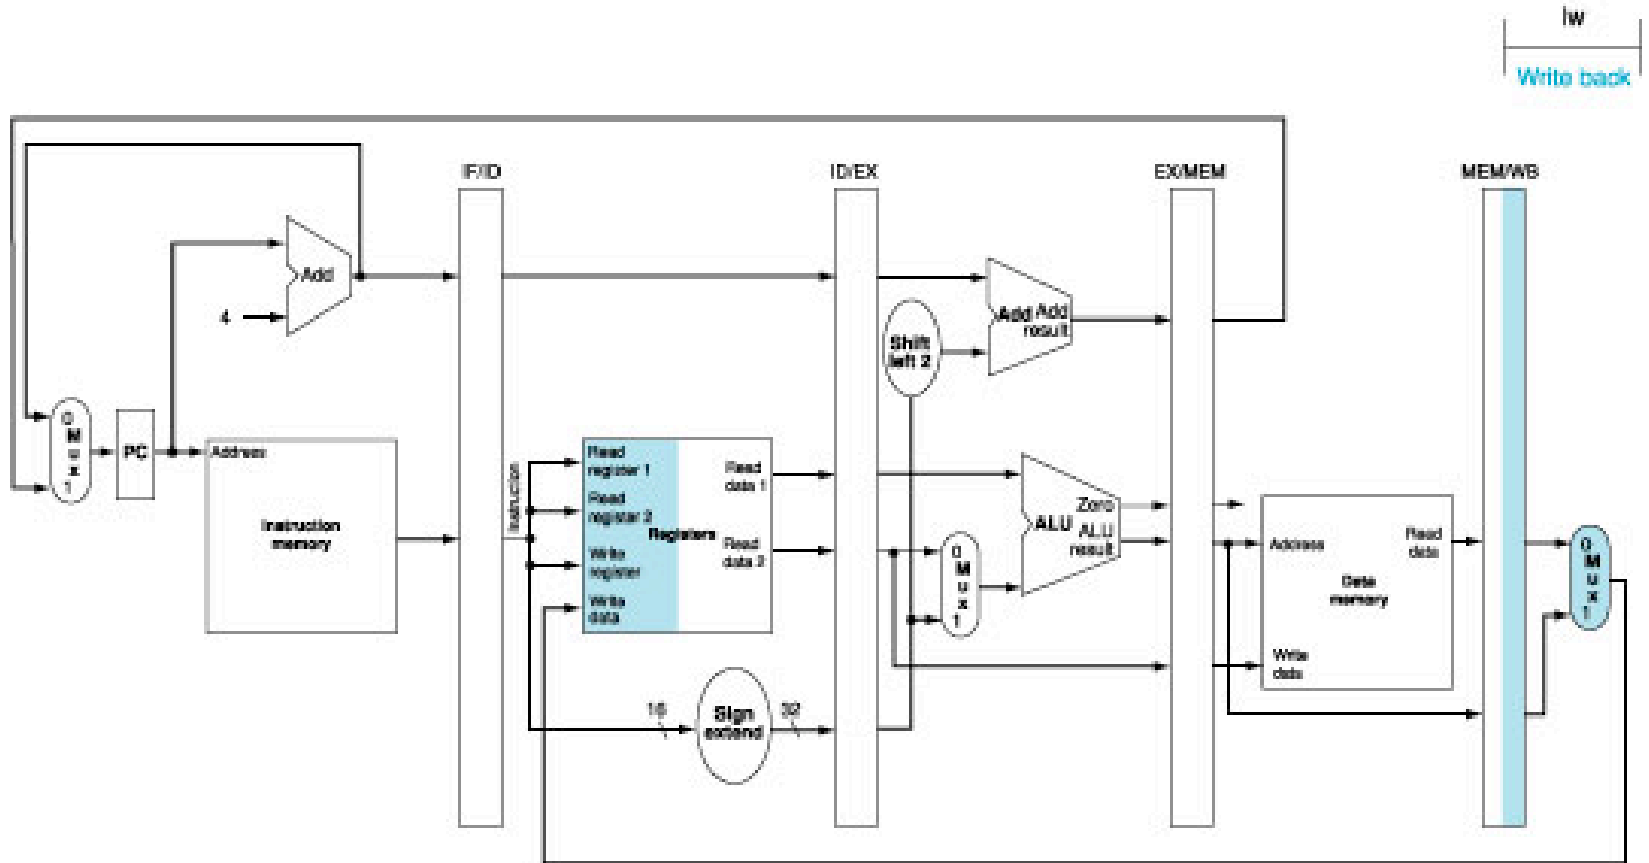 lw
Write back
IF/ID
ID/EX
EX/MEM
MEM/WB
Add
4
Shift
left 2
Add Add
result
0
M
u
x
1
PC
Address
Instruction
memory
Instruction
Read
register 1
Read
register 2
Registers
Write
register
Write
data
Read
data 1
Read
data 2
16
Sign
extend
32
0
M
u
x
1
Zero
ALU
ALU
result
Address
Read
data
Data
memory
Write
data
0
M
u
x
1